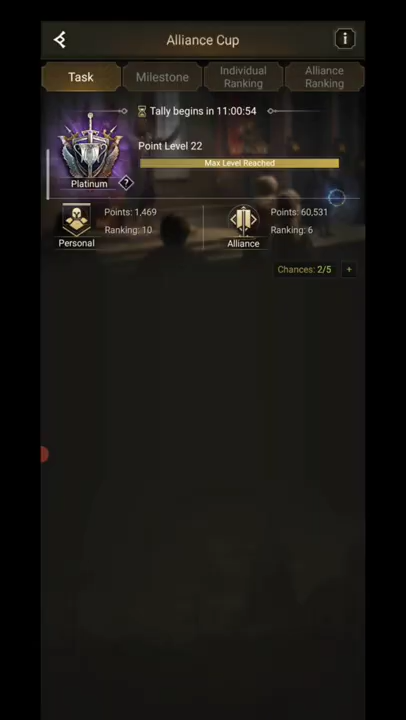 Alliance Cup
i
Task
Milestone
Individual
Ranking
Alliance
Ranking
Tally begins in 11:00:54
Point Level 22
Max Level Reached
Platinum
?
Points: 1,469
Ranking: 10
Personal
Points: 60,531
Ranking: 6
Alliance
Chances: 2/5 +